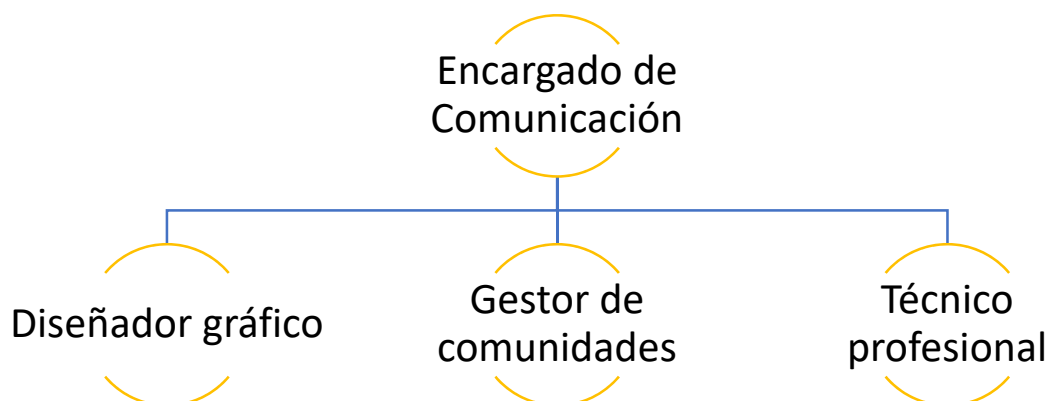 Encargado de
Comunicación
Diseñador gráfico
Gestor de
comunidades
Técnico
profesional